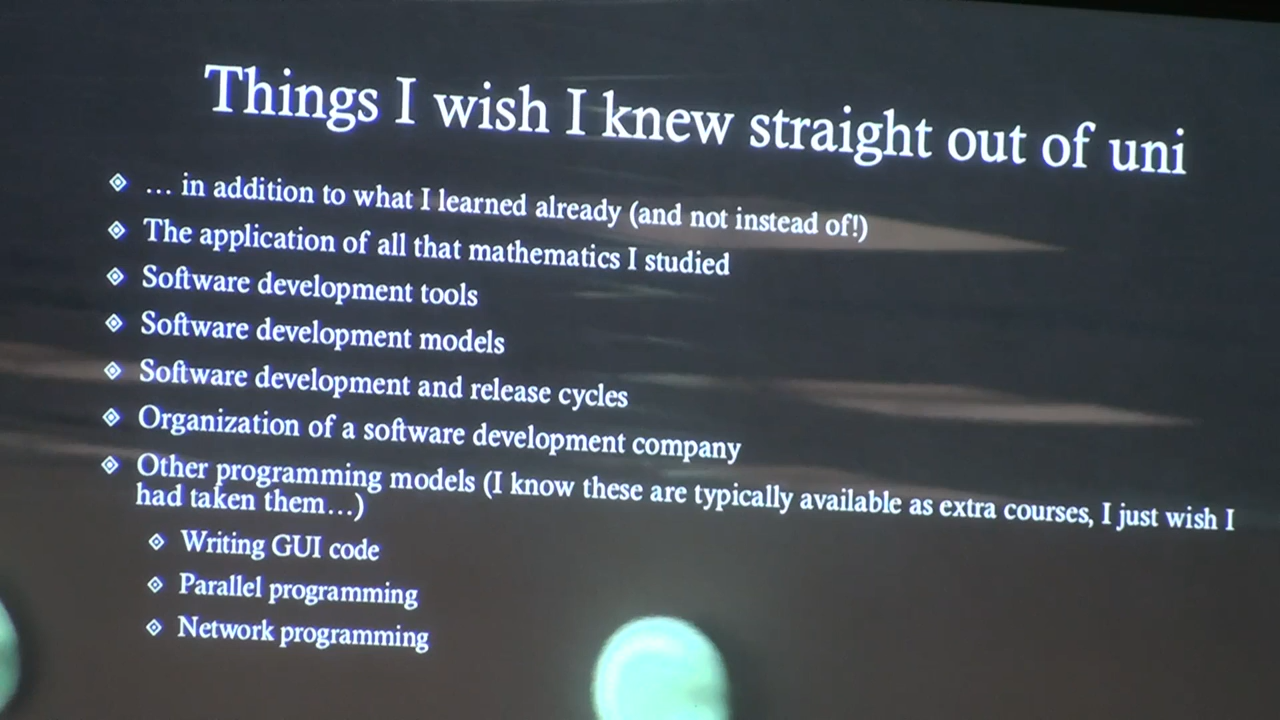 Things I wish I knew straight out of uni
… in addition to what I learned already (and not instead of!)
The application of all that mathematics I studied
Software development tools
Software development models
Software development and release cycles
Organization of a software development company
Other programming models (I know these are typically available as extra courses, I just wish I
had taken them…)
Writing GUI code
Parallel programming
Network programming